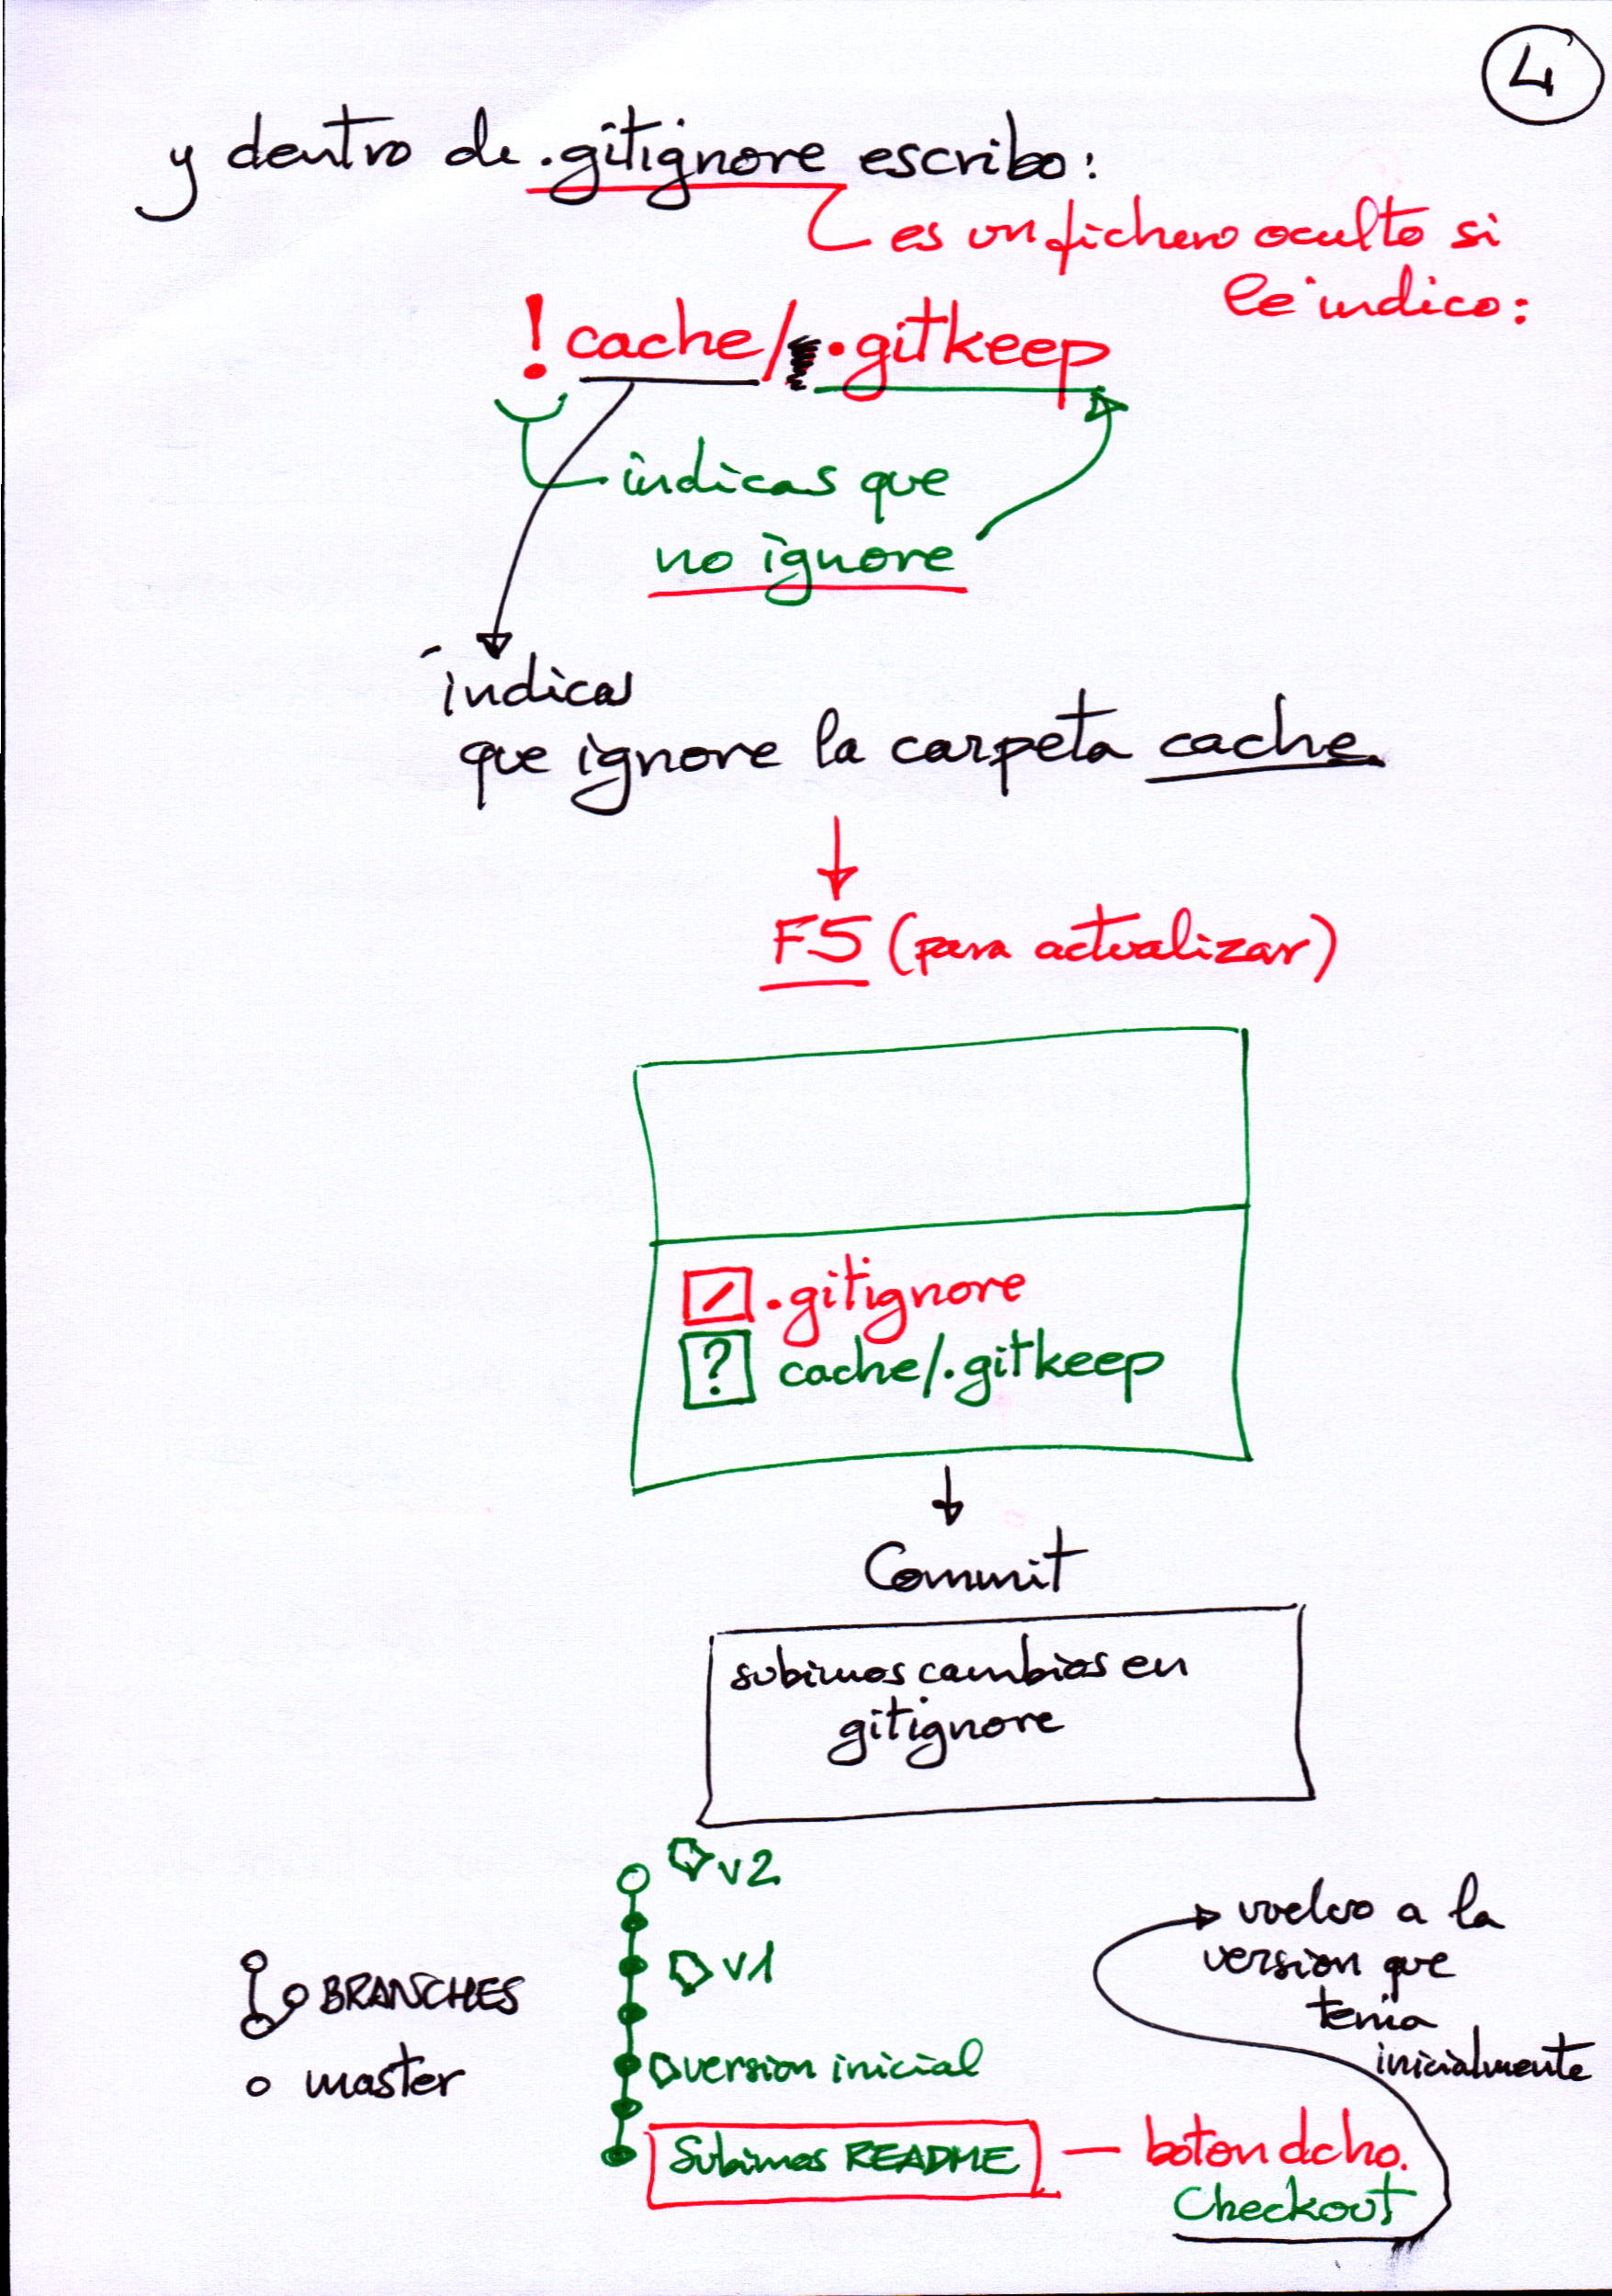 4
y dentro de .gitignore escribo:
es un fichero oculto si
le indico:
! cache/.gitkeep
indicas que
no ignore
indicas
que ignore la carpeta cache.
F5 (para actualizar)
.gitignore
? cache/.gitkeep
Commit
subimos cambios en
gitignore
v2
v1
BRANCHES
master
version inicial
Subimos README
vuelvo a la
version que
tenia
inicialmente
boton dcho.
Checkout